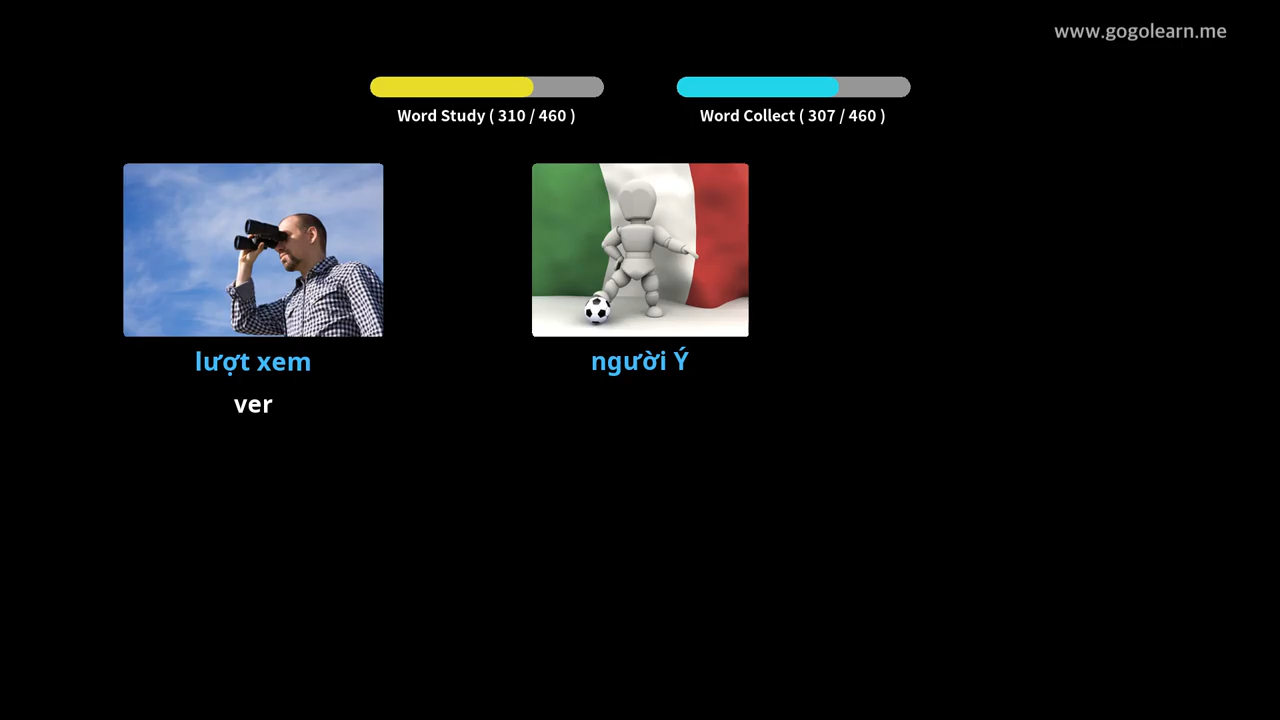 www.gogolearn.me
Word Study ( 310 / 460 )
Word Collect ( 307 / 460 )
lượt xem
ver
người Ý